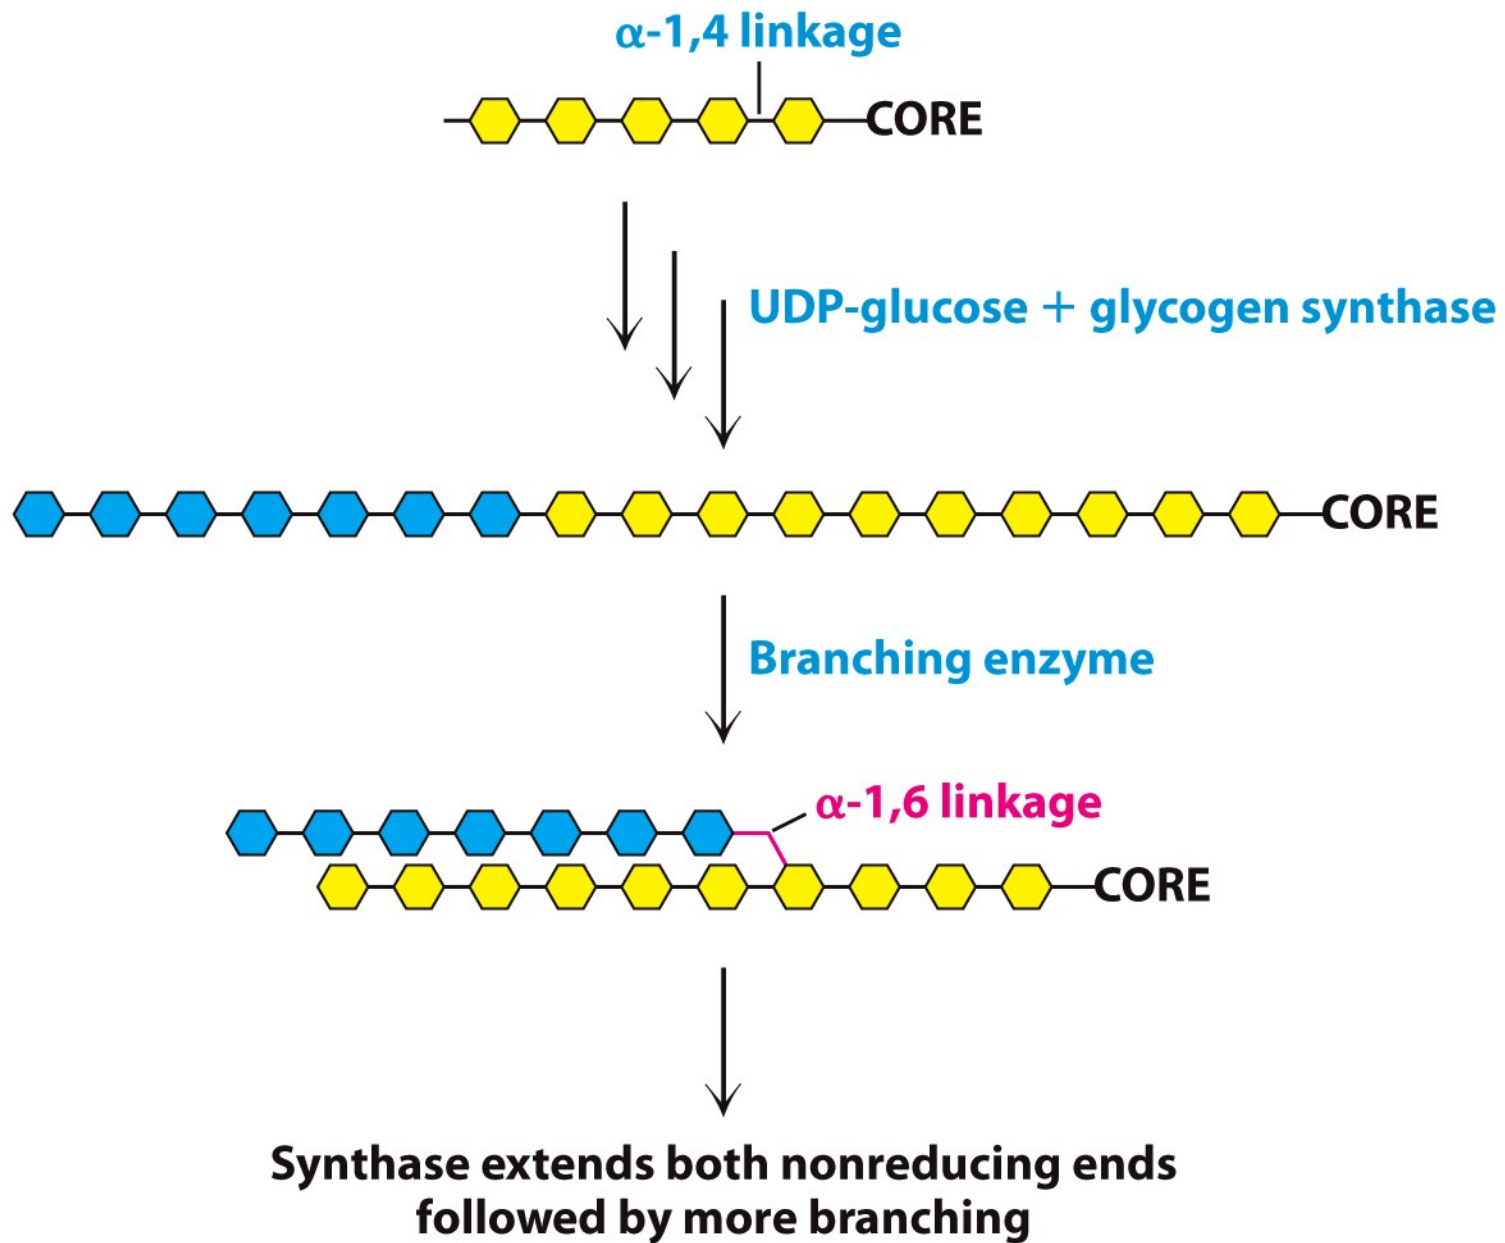 α-1,4 linkage
CORE
UDP-glucose + glycogen synthase
CORE
Branching enzyme
α-1,6 linkage
CORE
Synthase extends both nonreducing ends
followed by more branching